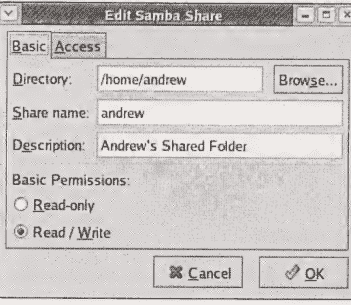 Edit Samba Share
Basic Access
Directory: /home/andrew Browse...
Share name: andrew
Description: Andrew's Shared Folder
Basic Permissions:
Read-only
Read / Write
Cancel OK